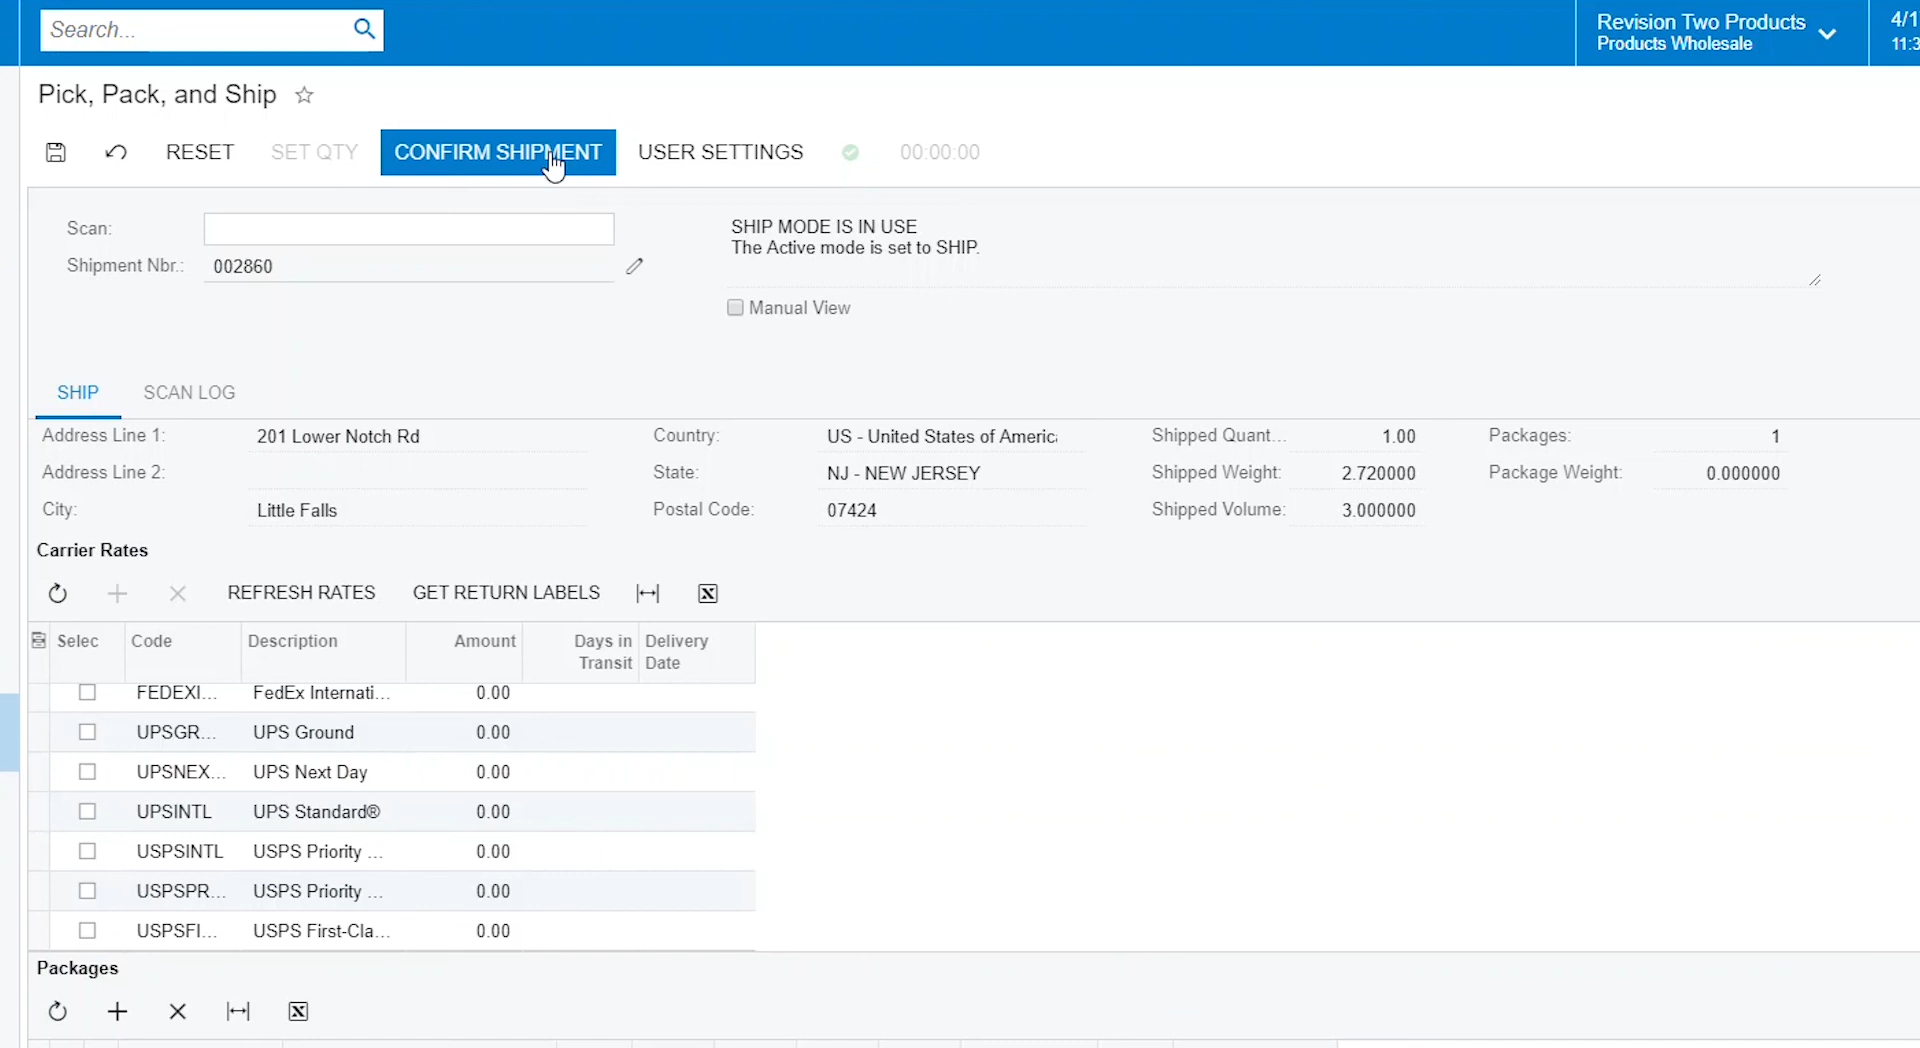 Search...
Revision Two Products
Products Wholesale
4/1
11:3
Pick, Pack, and Ship
RESET
SET QTY
CONFIRM SHIPMENT
USER SETTINGS
00:00:00
Scan:
SHIP MODE IS IN USE
The Active mode is set to SHIP.
Shipment Nbr.: 002860
Manual View
SHIP
SCAN LOG
Address Line 1: 201 Lower Notch Rd Country: US - United States of Americ Shipped Quant... 1.00 Packages: 1
Address Line 2: State: NJ - NEW JERSEY Shipped Weight: 2.720000 Package Weight: 0.000000
City: Little Falls Postal Code: 07424 Shipped Volume: 3.000000
Carrier Rates
REFRESH RATES GET RETURN LABELS
Selec Code Description Amount Days in Transit Delivery Date
FEDEXI... FedEx Internati... 0.00
UPSGR... UPS Ground 0.00
UPSNEX... UPS Next Day 0.00
UPSINTL UPS Standard® 0.00
USPSINTL USPS Priority ... 0.00
USPSPR... USPS Priority ... 0.00
USPSFI... USPS First-Cla... 0.00
Packages